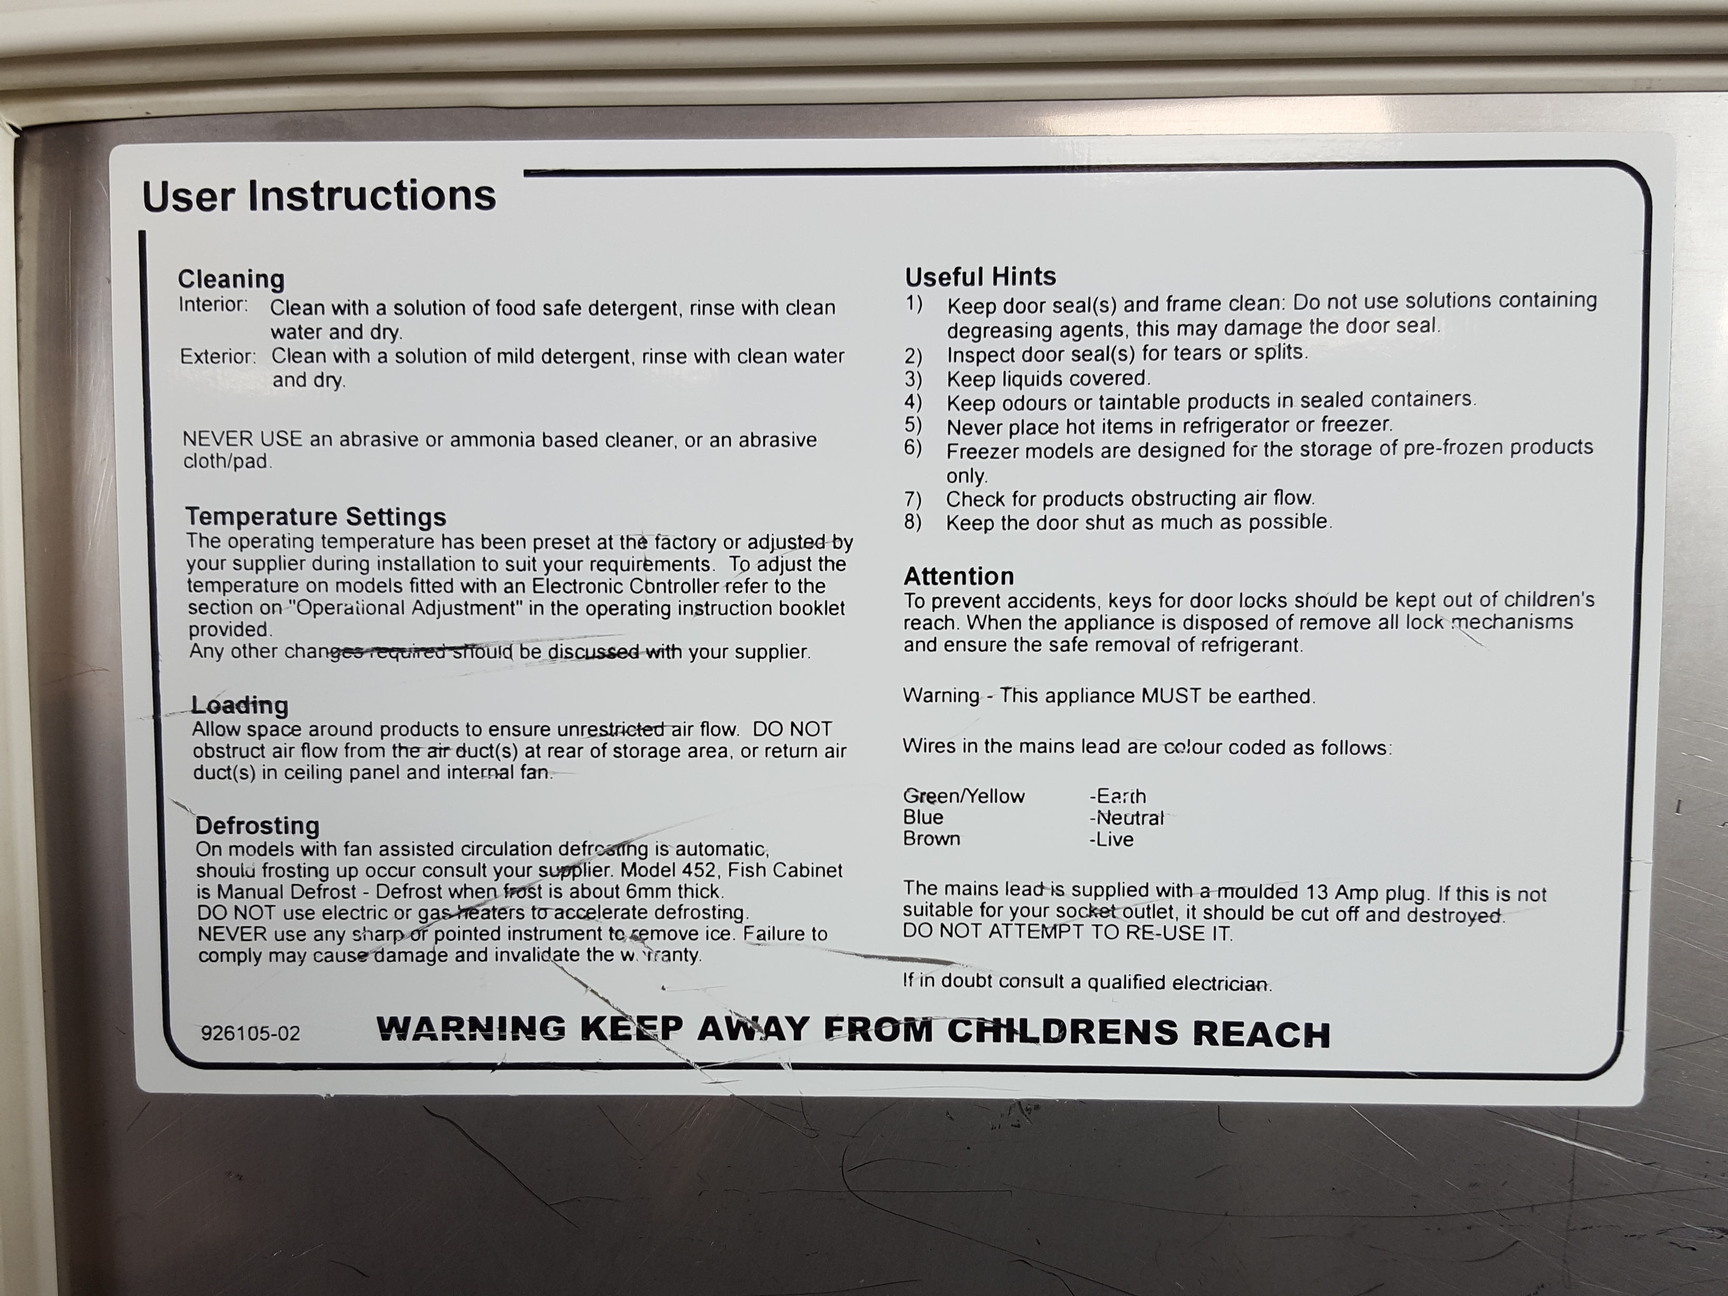 User Instructions
Cleaning
Interior: Clean with a solution of food safe detergent, rinse with clean
water and dry.
Exterior: Clean with a solution of mild detergent, rinse with clean water
and dry.
NEVER USE an abrasive or ammonia based cleaner, or an abrasive
cloth/pad.
Temperature Settings
The operating temperature has been preset at the factory or adjusted by
your supplier during installation to suit your requirements. To adjust the
temperature on models fitted with an Electronic Controller refer to the
section on "Operational Adjustment" in the operating instruction booklet
provided.
Any other changes required should be discussed with your supplier.
Loading
Allow space around products to ensure unrestricted air flow. DO NOT
obstruct air flow from the air duct(s) at rear of storage area, or return air
duct(s) in ceiling panel and internal fan.
Defrosting
On models with fan assisted circulation defrosting is automatic,
should frosting up occur consult your supplier. Model 452, Fish Cabinet
is Manual Defrost - Defrost when frost is about 6mm thick.
DO NOT use electric or gas heaters to accelerate defrosting.
NEVER use any sharp or pointed instrument to remove ice. Failure to
comply may cause damage and invalidate the warranty.
Useful Hints
1) Keep door seal(s) and frame clean: Do not use solutions containing
degreasing agents, this may damage the door seal.
2) Inspect door seal(s) for tears or splits.
3) Keep liquids covered.
4) Keep odours or taintable products in sealed containers.
5) Never place hot items in refrigerator or freezer.
6) Freezer models are designed for the storage of pre-frozen products
only.
7) Check for products obstructing air flow.
8) Keep the door shut as much as possible.
Attention
To prevent accidents, keys for door locks should be kept out of children's
reach. When the appliance is disposed of remove all lock mechanisms
and ensure the safe removal of refrigerant.
Warning - This appliance MUST be earthed.
Wires in the mains lead are colour coded as follows:
Green/Yellow -Earth
Blue -Neutral
Brown -Live
The mains lead is supplied with a moulded 13 Amp plug. If this is not
suitable for your socket outlet, it should be cut off and destroyed.
DO NOT ATTEMPT TO RE-USE IT.
If in doubt consult a qualified electrician.
926105-02 WARNING KEEP AWAY FROM CHILDRENS REACH